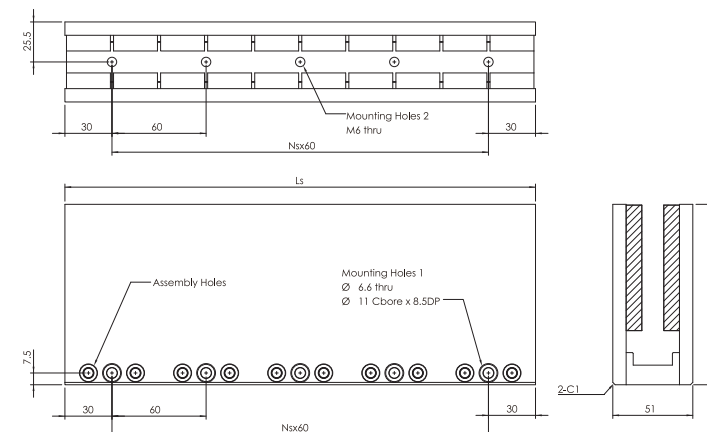 25.5
Mounting Holes 2
M6 thru
30
60
30
Nsx60
Ls
Assembly Holes
Mounting Holes 1
Ø 6.6 thru
Ø 11 Cbore x 8.5DP
7.5
2-C1
30
60
30
51
Nsx60